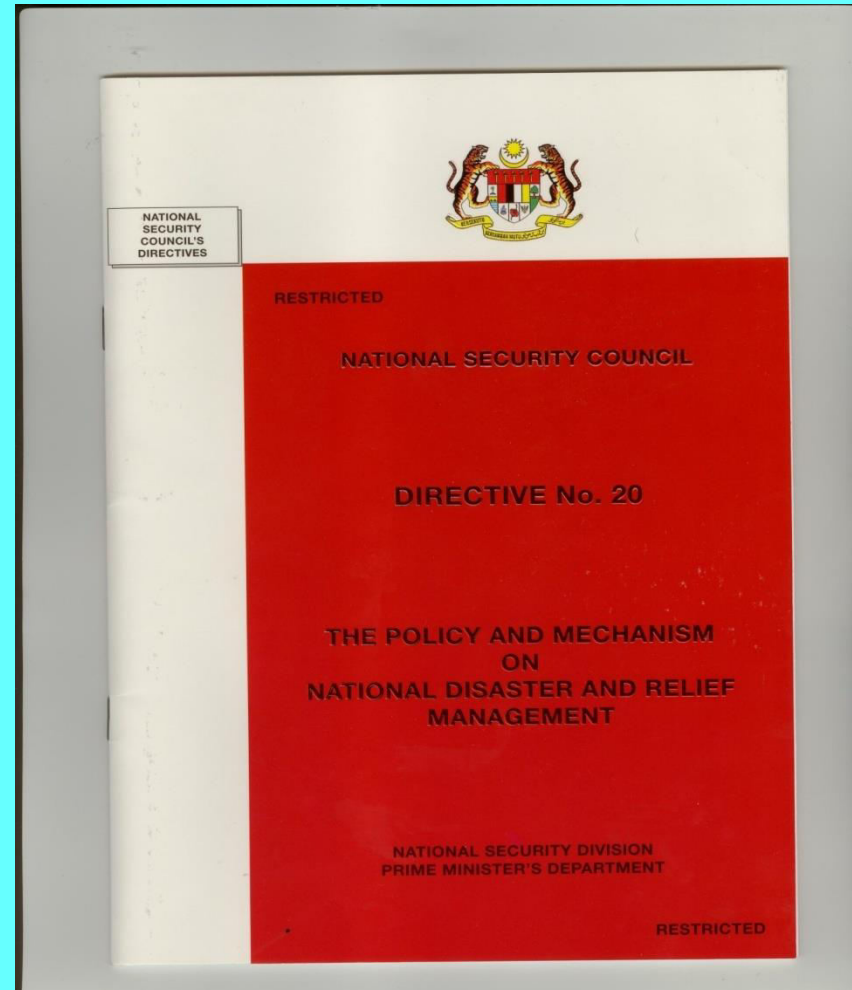 NATIONAL
SECURITY
COUNCIL'S
DIRECTIVES
RESTRICTED
NATIONAL SECURITY COUNCIL
DIRECTIVE No. 20
THE POLICY AND MECHANISM
ON
NATIONAL DISASTER AND RELIEF
MANAGEMENT
NATIONAL SECURITY DIVISION
PRIME MINISTER'S DEPARTMENT
RESTRICTED